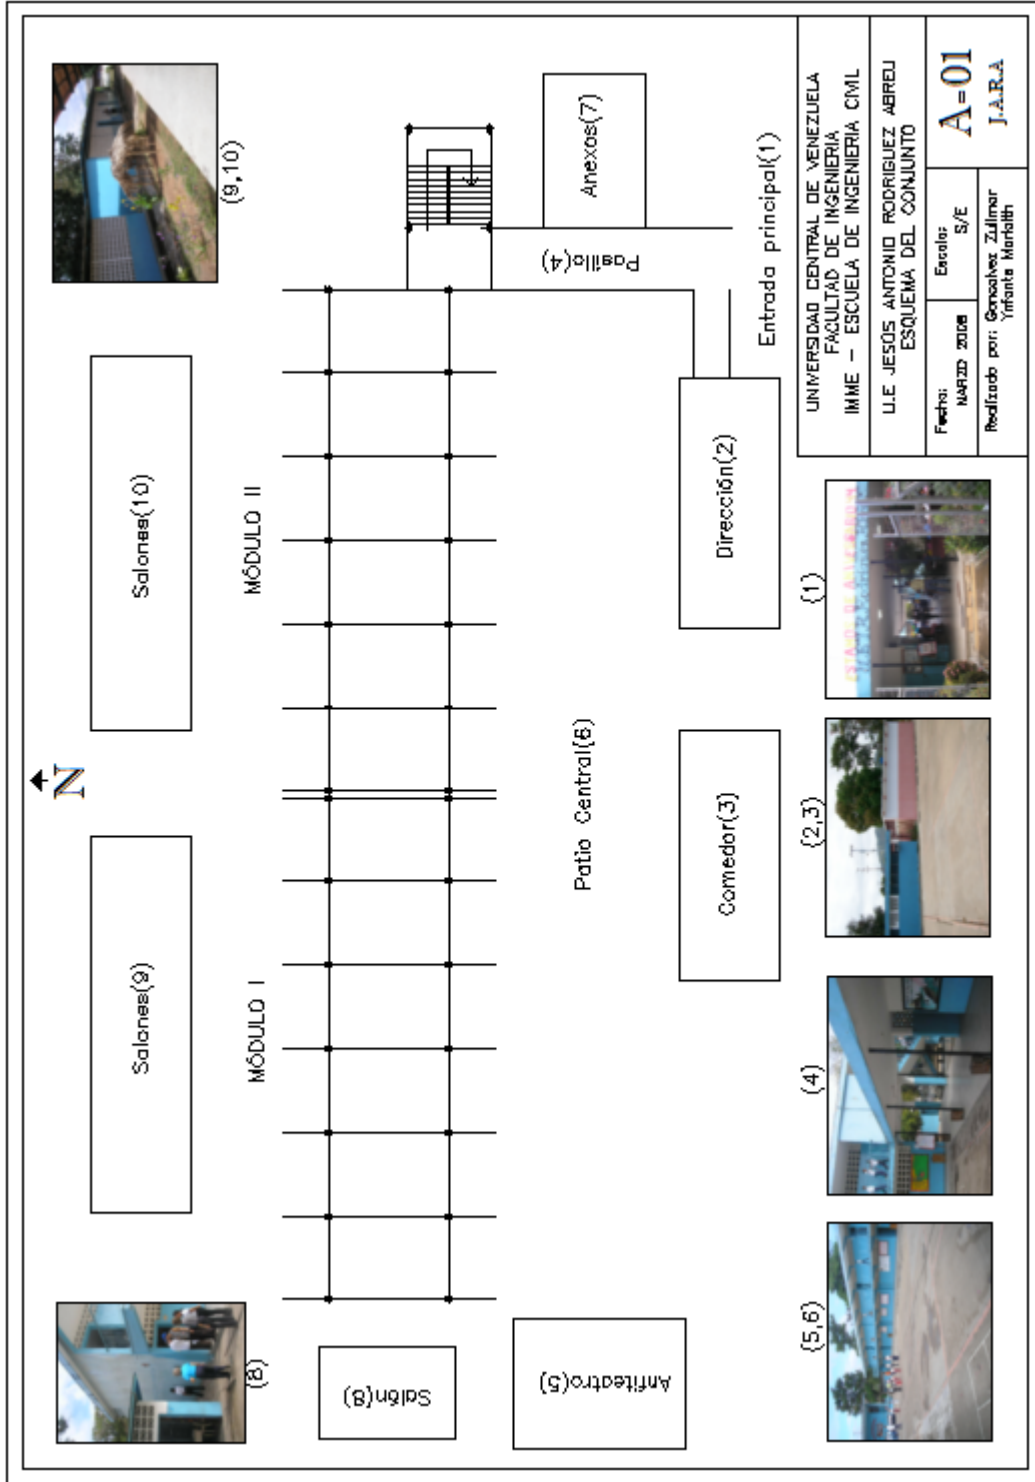 N
(9,10)
Salones(9)
Salones(10)
MÓDULO I
MÓDULO II
(8)
Salón(8)
Anfiteatro(5)
Pasillo(4)
Anexos(7)
Patio Central(6)
Comedor(3)
Dirección(2)
Entrada principal(1)
(5,6)
(4)
(2,3)
(1)
UNIVERSIDAD CENTRAL DE VENEZUELA
FACULTAD DE INGENIERIA
IMME - ESCUELA DE INGENIERIA CIVIL
U.E JESÚS ANTONIO RODRIGUEZ ABREU
ESQUEMA DEL CONJUNTO
Fecha:
MARZO 2008
Escala:
S/E
A-01
Realizado por: Goncalvez Zulimar
Yrifante Marialith
J.A.R.A